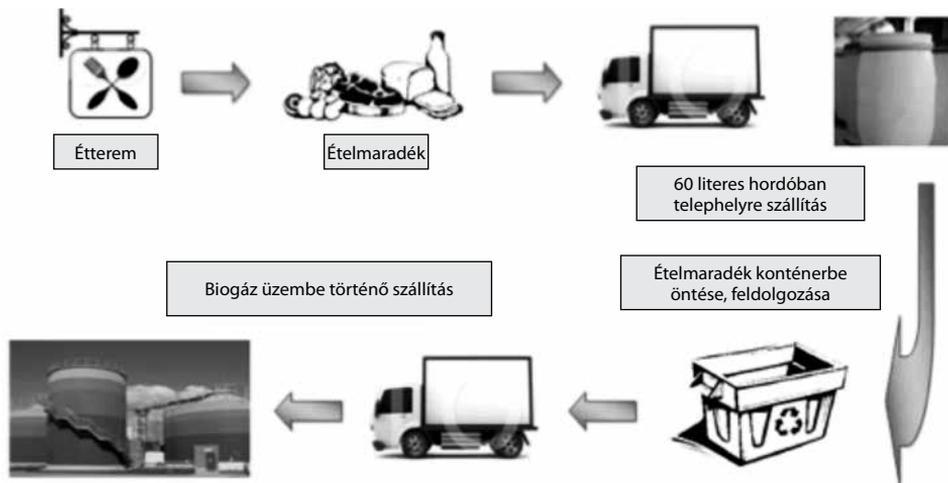 Étterem
Ételmaradék
60 literes hordóban
telephelyre szállítás
Biogáz üzembe történő szállítás
Ételmaradék konténerbe
öntése, feldolgozása